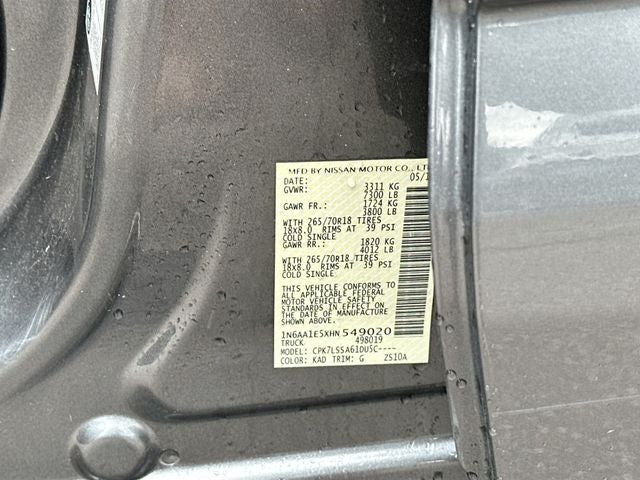 MFD BY NISSAN MOTOR CO., LT
DATE: 05/1
GVWR: 3311 KG
7300 LB
GAWR FR.: 1724 KG
3800 LB
WITH 265/70R18 TIRES
18x8.0 RIMS AT 39 PSI
COLD SINGLE
GAWR RR.: 1820 KG
4012 LB
WITH 265/70R18 TIRES
18x8.0 RIMS AT 39 PSI
COLD SINGLE
THIS VEHICLE CONFORMS TO
ALL APPLICABLE FEDERAL
MOTOR VEHICLE SAFETY
STANDARDS IN EFFECT ON
THE DATE OF MANUFACTURE
SHOWN ABOVE.
1N6AA1E5XHN549020
TRUCK 498019
MODEL: CPK7LSSA61DU5C----
COLOR: KAD TRIM: G ZS10A